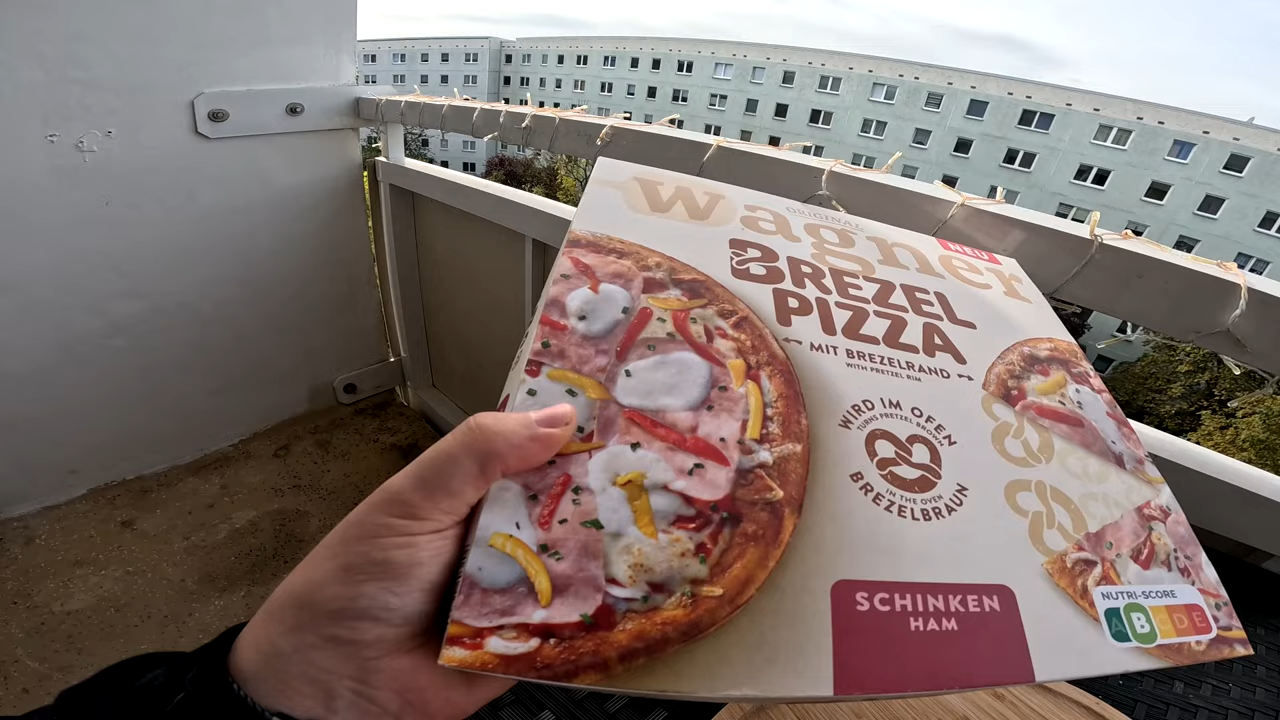 ORIGINAL
wagner
NEU
BREZEL
PIZZA
MIT BREZELRAND
WITH PRETZEL RIM
WIRD IM OFEN
TURNS PRETZEL BROWN
IN THE OVEN
BREZELBRAUN
SCHINKEN
HAM
NUTRI-SCORE
A B C D E